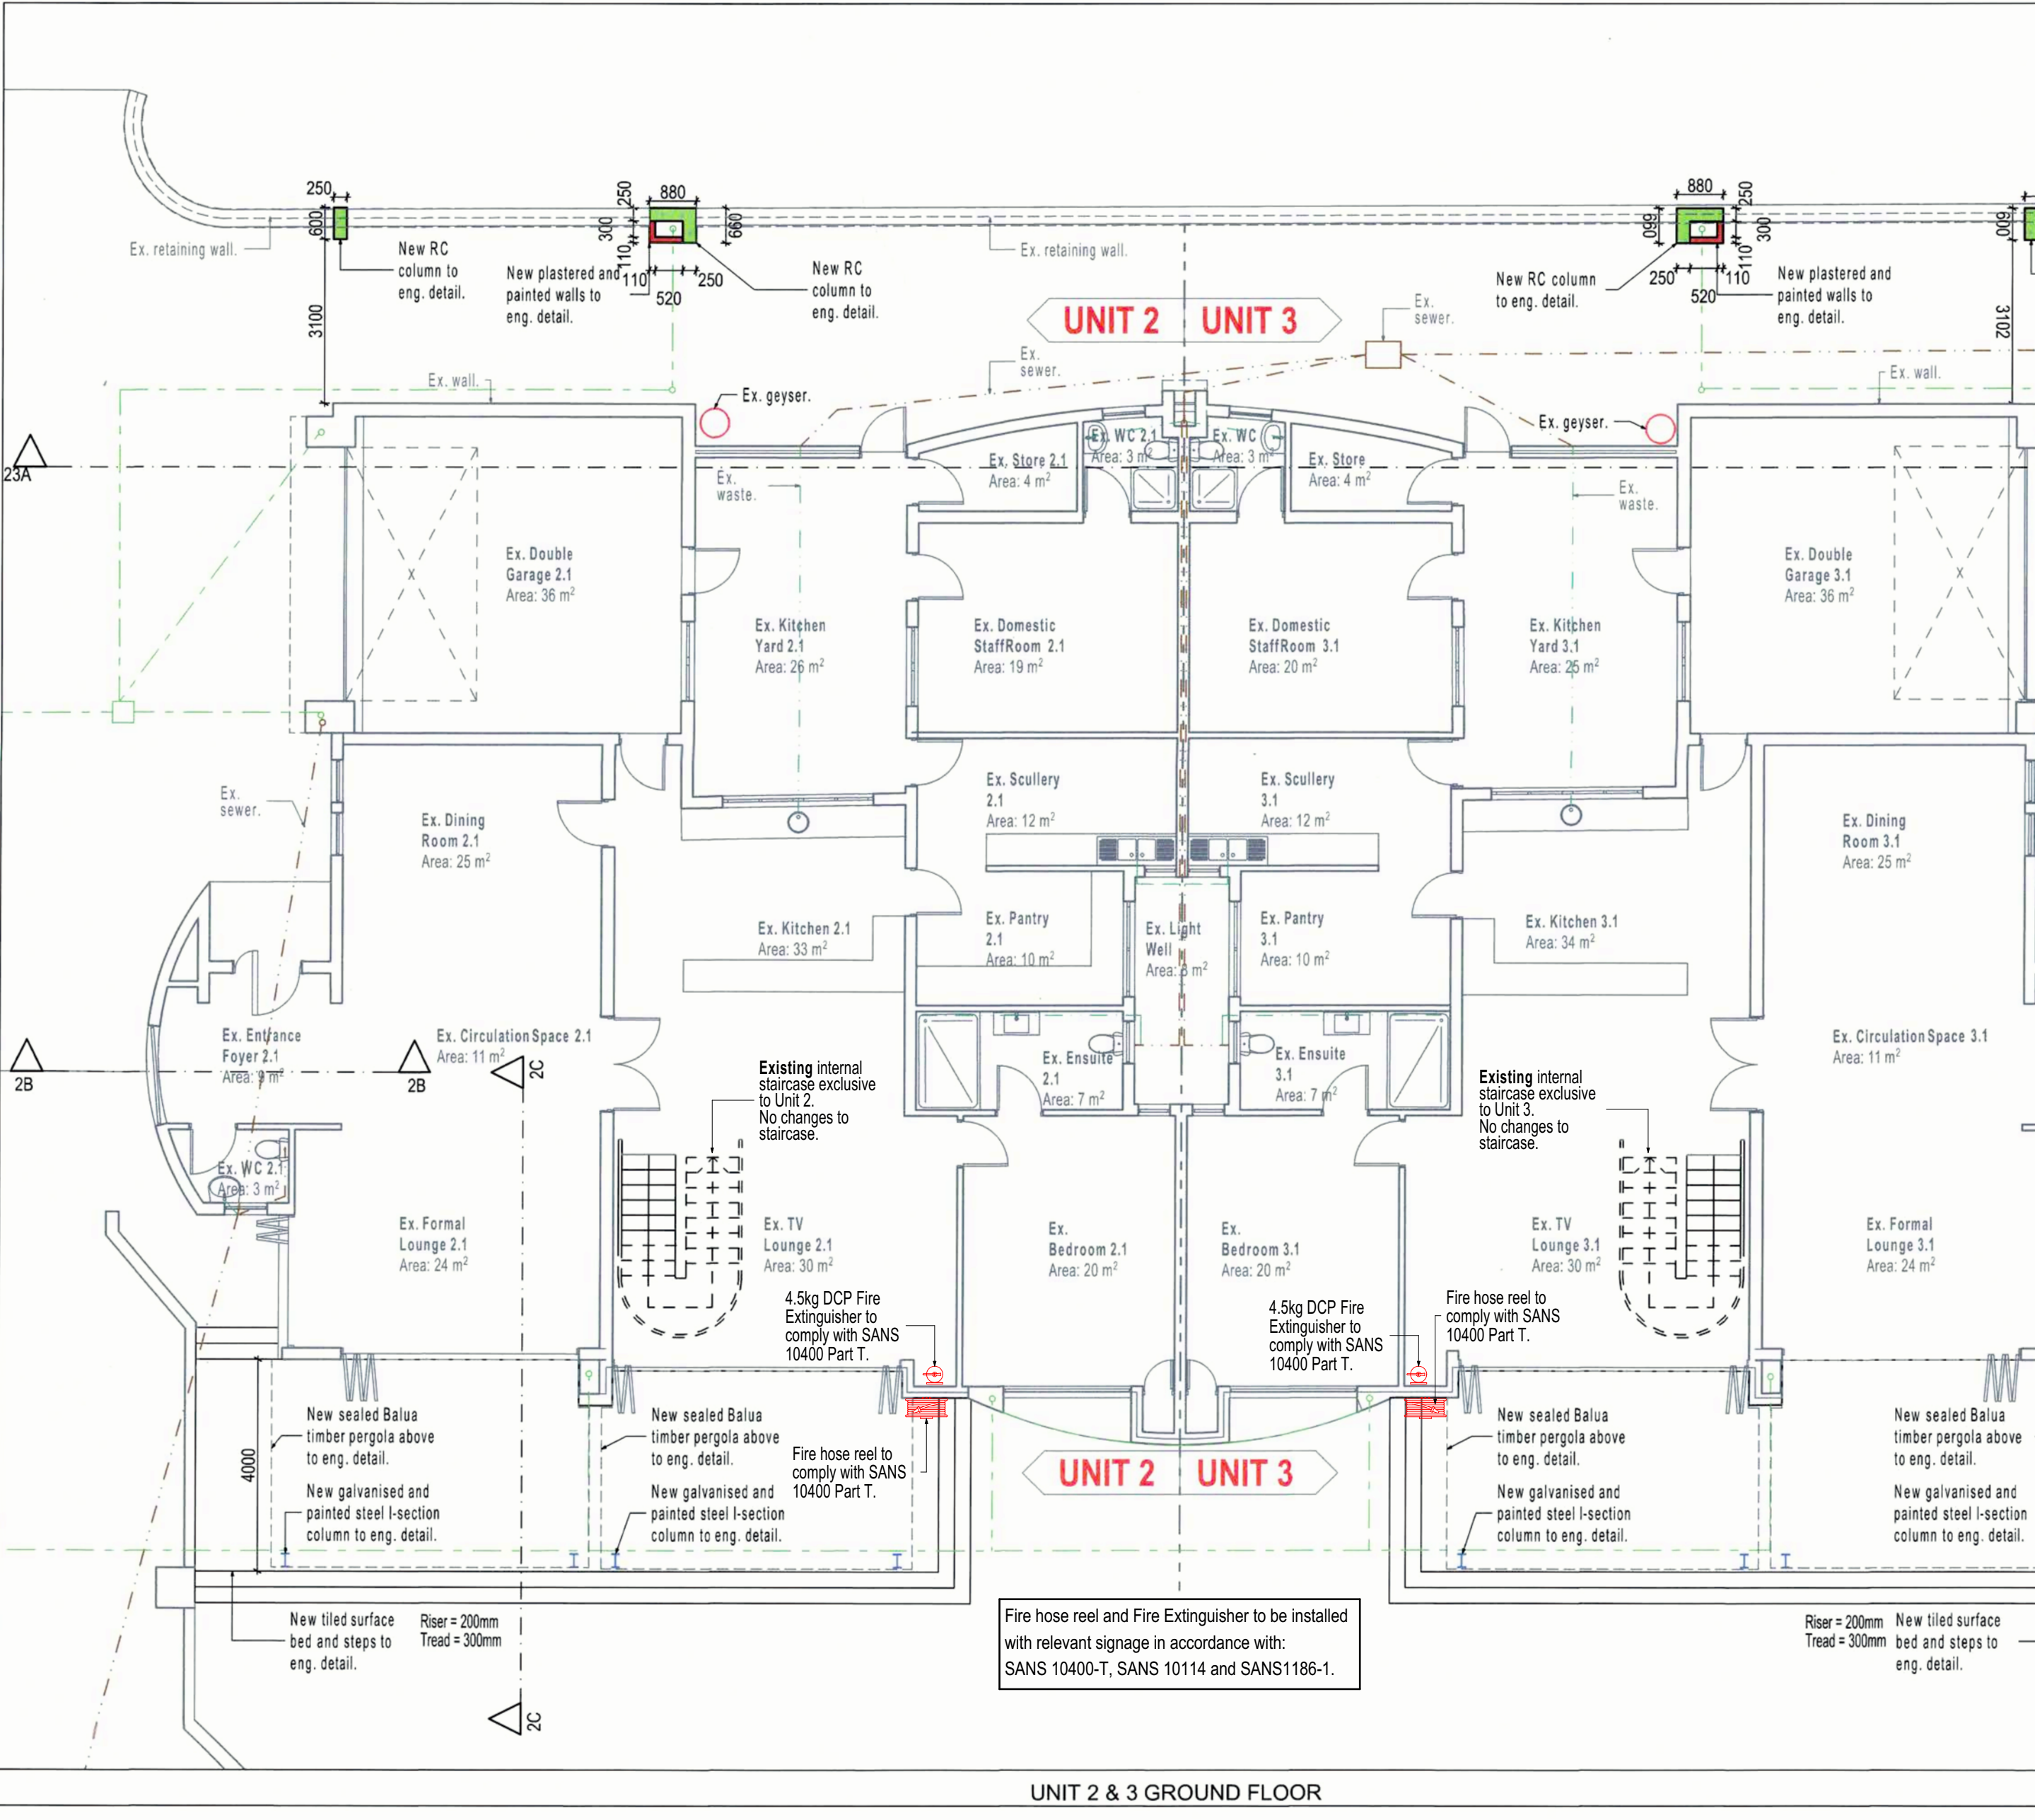 250
600
3100
Ex. retaining wall.
New RC
column to
eng. detail.
New plastered and
painted walls to
eng. detail.
250
880
300
660
110
110
520
250
New RC
column to
eng. detail.
Ex. retaining wall.
UNIT 2
UNIT 3
Ex.
sewer.
Ex.
sewer.
880
250
660
300
110
250
110
520
New RC column
to eng. detail.
New plastered and
painted walls to
eng. detail.
600
3102
Ex. wall.
Ex. geyser.
Ex. geyser.
Ex. wall.
23A
Ex.
waste.
Ex. Store 2.1
Area: 4 m²
Ex. WC 2.1
Area: 3 m²
Ex. WC
Area: 3 m²
Ex. Store
Area: 4 m²
Ex.
waste.
Ex. Double
Garage 2.1
Area: 36 m²
Ex. Kitchen
Yard 2.1
Area: 26 m²
Ex. Domestic
StaffRoom 2.1
Area: 19 m²
Ex. Domestic
StaffRoom 3.1
Area: 20 m²
Ex. Kitchen
Yard 3.1
Area: 25 m²
Ex. Double
Garage 3.1
Area: 36 m²
Ex.
sewer.
Ex. Dining
Room 2.1
Area: 25 m²
Ex. Scullery
2.1
Area: 12 m²
Ex. Scullery
3.1
Area: 12 m²
Ex. Dining
Room 3.1
Area: 25 m²
Ex. Kitchen 2.1
Area: 33 m²
Ex. Pantry
2.1
Area: 10 m²
Ex. Light
Well
Area: m²
Ex. Pantry
3.1
Area: 10 m²
Ex. Kitchen 3.1
Area: 34 m²
2B
Ex. Entrance
Foyer 2.1
Area: 9 m²
2B
Ex. Circulation Space 2.1
Area: 11 m²
2C
Ex. Ensuite
2.1
Area: 7 m²
Ex. Ensuite
3.1
Area: 7 m²
Ex. Circulation Space 3.1
Area: 11 m²
Existing internal
staircase exclusive
to Unit 2.
No changes to
staircase.
Existing internal
staircase exclusive
to Unit 3.
No changes to
staircase.
Ex. WC 2.1
Area: 3 m²
Ex. Formal
Lounge 2.1
Area: 24 m²
Ex. TV
Lounge 2.1
Area: 30 m²
Ex.
Bedroom 2.1
Area: 20 m²
Ex.
Bedroom 3.1
Area: 20 m²
Ex. TV
Lounge 3.1
Area: 30 m²
Ex. Formal
Lounge 3.1
Area: 24 m²
4.5kg DCP Fire
Extinguisher to
comply with SANS
10400 Part T.
4.5kg DCP Fire
Extinguisher to
comply with SANS
10400 Part T.
Fire hose reel to
comply with SANS
10400 Part T.
4000
New sealed Balua
timber pergola above
to eng. detail.
New galvanised and
painted steel I-section
column to eng. detail.
New sealed Balua
timber pergola above
to eng. detail.
New galvanised and
painted steel I-section
column to eng. detail.
Fire hose reel to
comply with SANS
10400 Part T.
UNIT 2
UNIT 3
New sealed Balua
timber pergola above
to eng. detail.
New galvanised and
painted steel I-section
column to eng. detail.
New sealed Balua
timber pergola above
to eng. detail.
New galvanised and
painted steel I-section
column to eng. detail.
New tiled surface
bed and steps to
eng. detail.
Riser = 200mm
Tread = 300mm
2C
Fire hose reel and Fire Extinguisher to be installed
with relevant signage in accordance with:
SANS 10400-T, SANS 10114 and SANS1186-1.
Riser = 200mm
Tread = 300mm
New tiled surface
bed and steps to
eng. detail.
UNIT 2 & 3 GROUND FLOOR